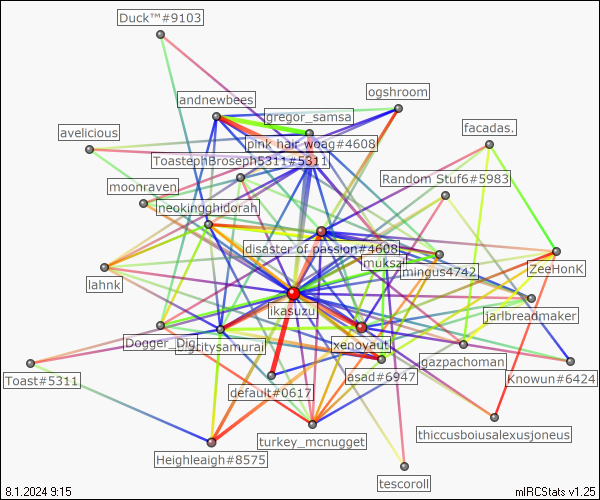 Duck™#9103
ogshroom
andnewbees
gregor_samsa
facadas.
avelicious
pink hair woag#4608
ToastephBroseph5311#5311
Random Stuf6#5983
moonraven
neokingghidorah
disaster of passion#4608
muksz
mingus4742
ZeeHonK
lahnk
ikasuzu
jarlbreadmaker
Dogger_Dig
bigcitysamurai
xenovaut
gazpachoman
Toast#5311
default#0617
asad#6947
Knowun#6424
turkey_mcnugget
thiccusboiusalexusjoneus
Heighleaigh#8575
tescoroll
8.1.2024 9:15
mIRCStats v1.25